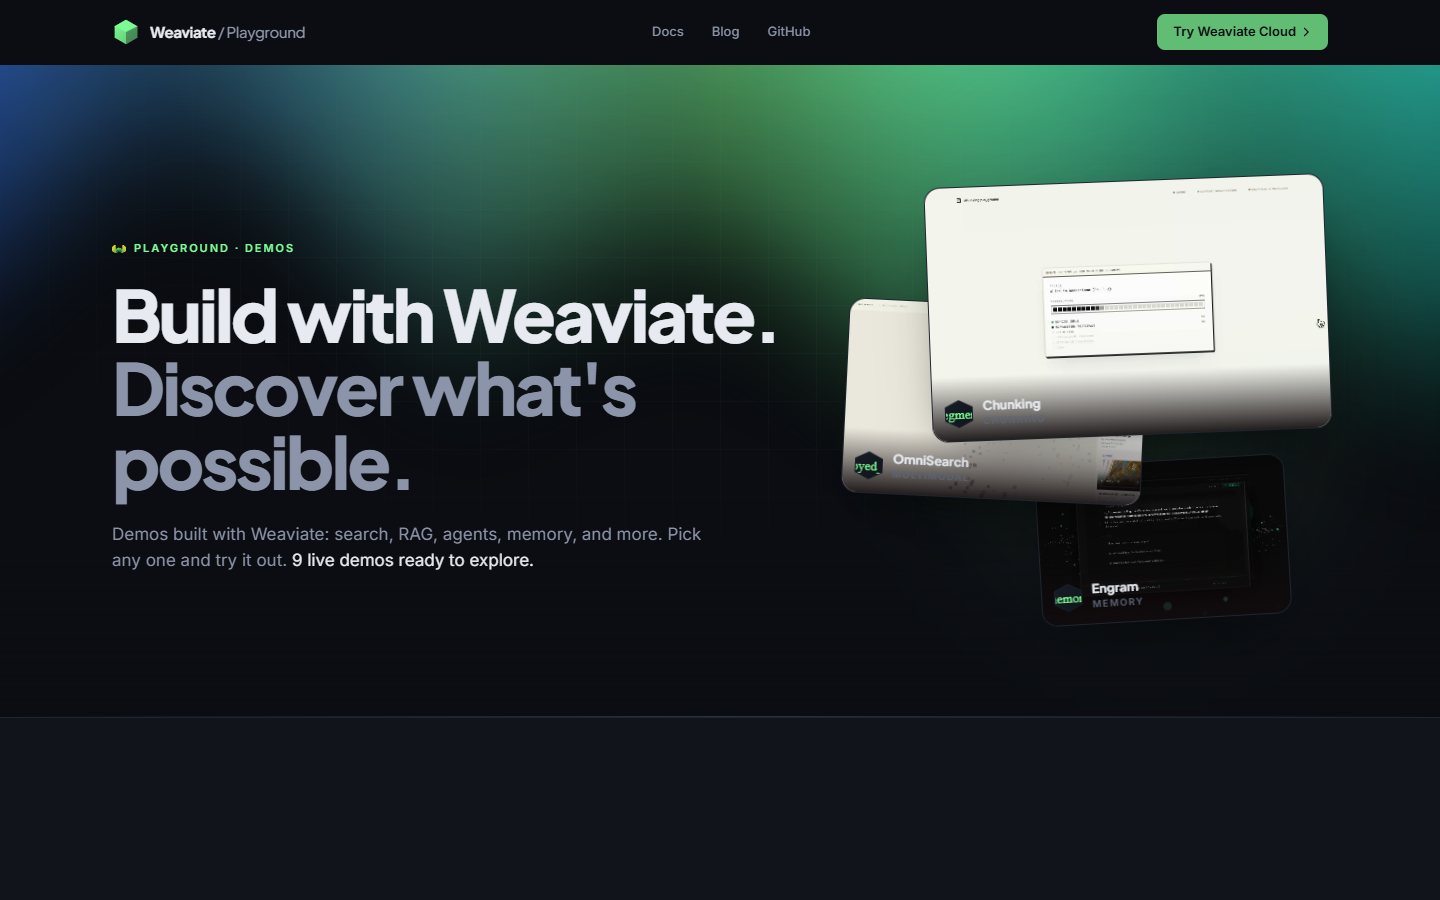 Weaviate / Playground
Docs
Blog
GitHub
Try Weaviate Cloud
PLAYGROUND · DEMOS
Build with Weaviate.
Discover what's
possible.
Demos built with Weaviate: search, RAG, agents, memory, and more. Pick
any one and try it out. 9 live demos ready to explore.
Chunking
CHUNKING
OmniSearch
MULTIMODAL
Engram
MEMORY